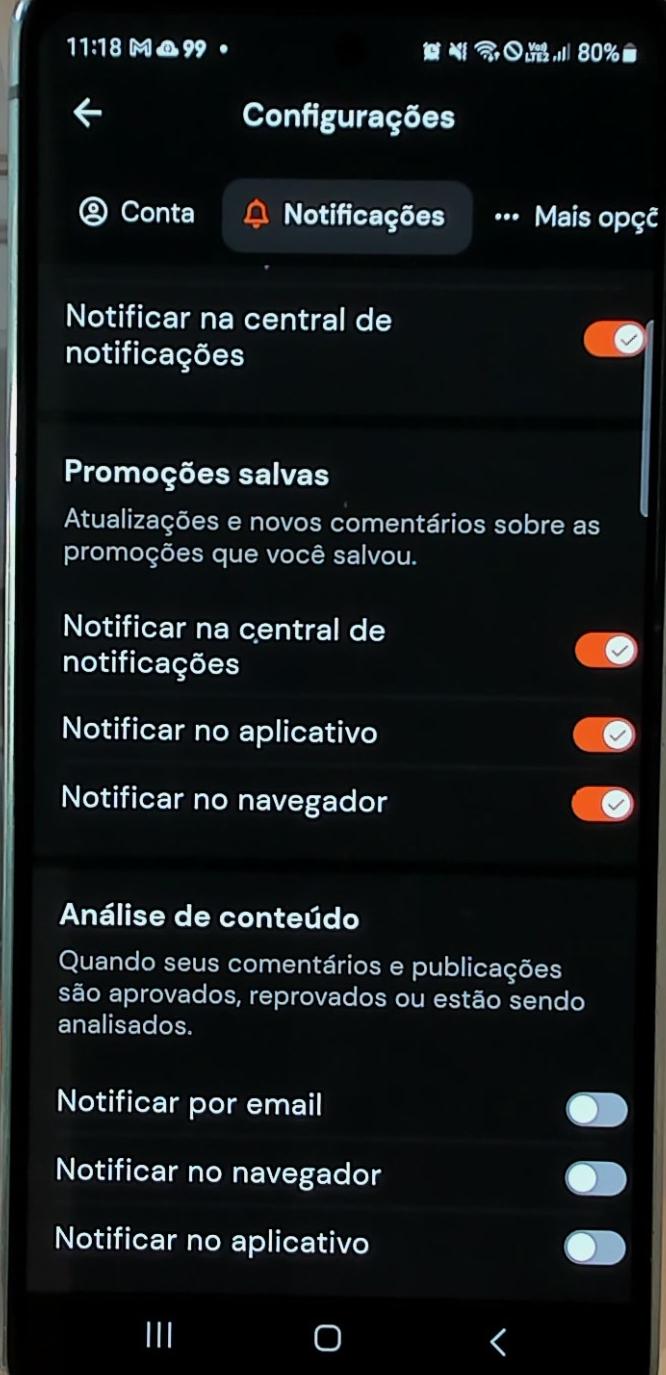 11:18 99
Vo)) LTE2 80%
Configurações
Conta
Notificações
Mais opçõ
Notificar na central de
notificações
Promoções salvas
Atualizações e novos comentários sobre as
promoções que você salvou.
Notificar na central de
notificações
Notificar no aplicativo
Notificar no navegador
Análise de conteúdo
Quando seus comentários e publicações
são aprovados, reprovados ou estão sendo
analisados.
Notificar por email
Notificar no navegador
Notificar no aplicativo